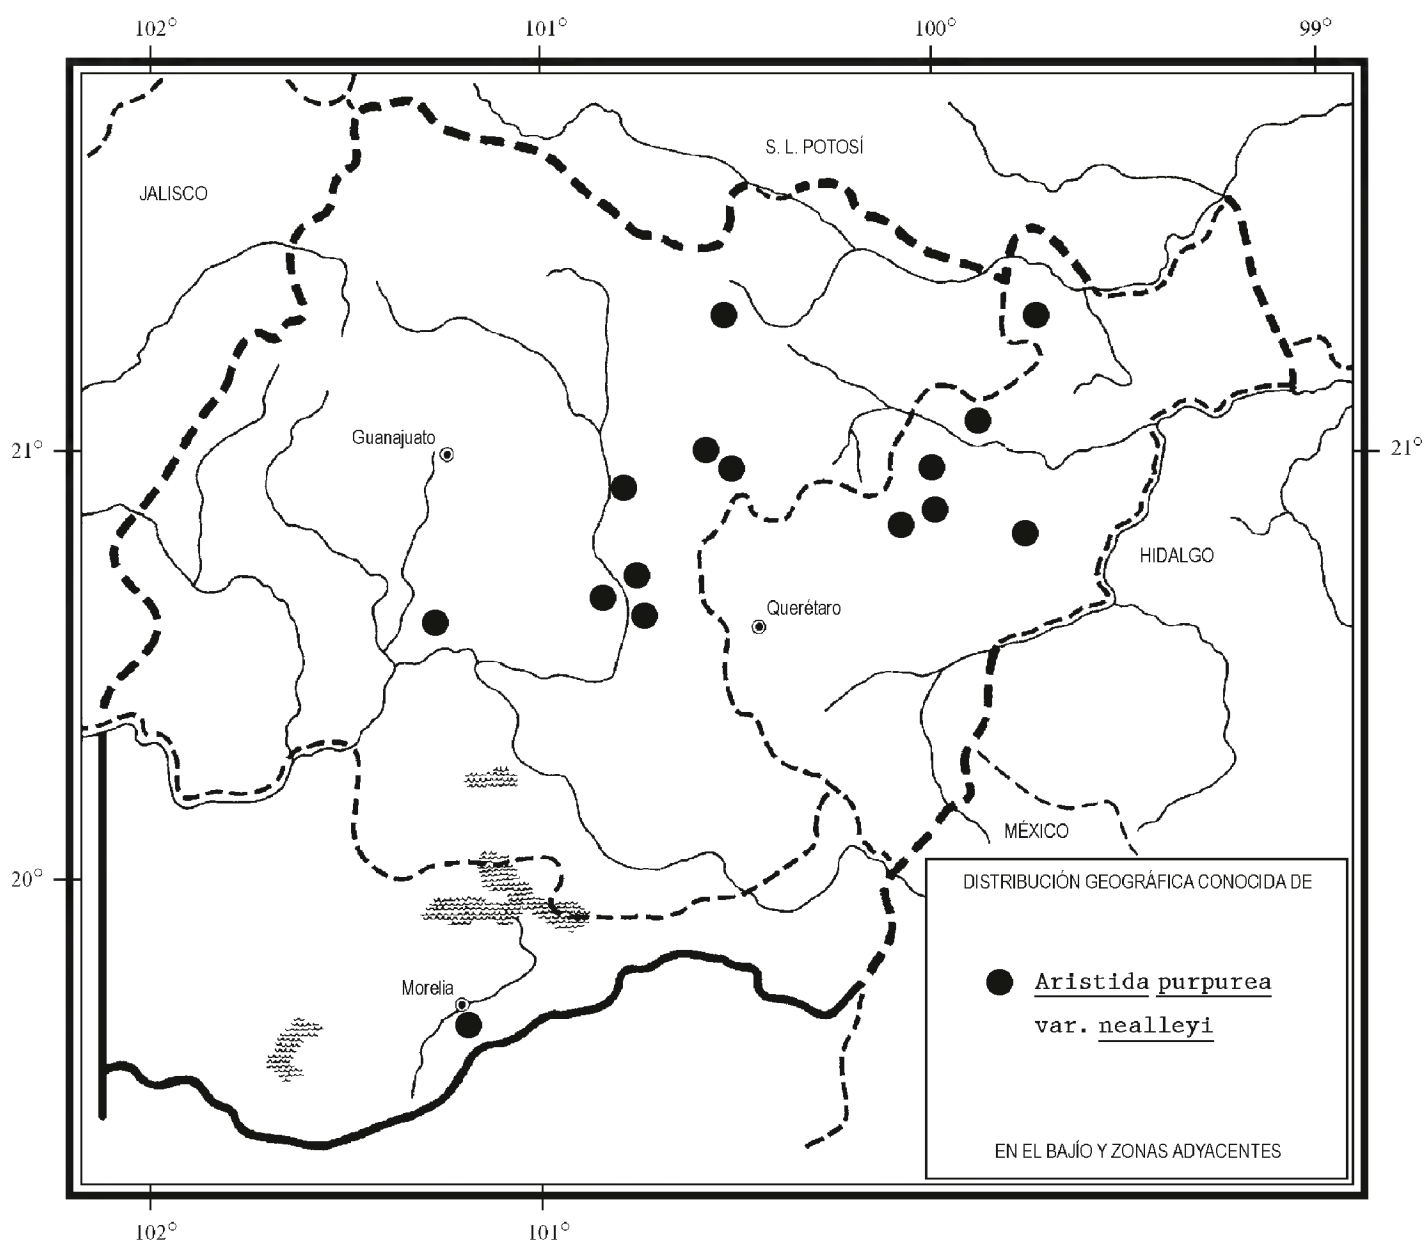 102° 101° 100° 99°
S. L. POTOSÍ
JALISCO
Guanajuato
21° 21°
HIDALGO
Querétaro
MÉXICO
20°
DISTRIBUCIÓN GEOGRÁFICA CONOCIDA DE
Aristida purpurea
var. nealleyi
Morelia
EN EL BAJÍO Y ZONAS ADYACENTES
102° 101°